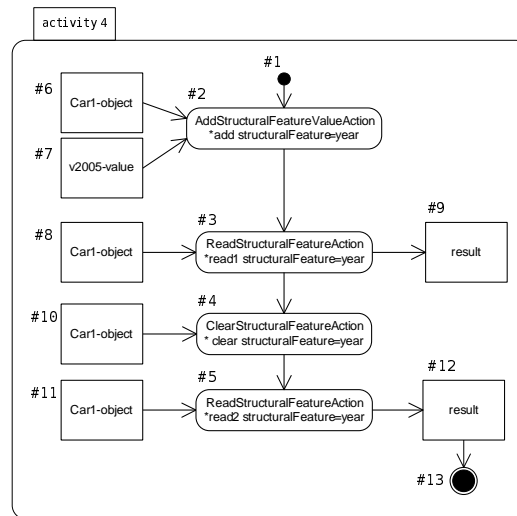 activity 4
#1
#6
Car1-object
#2
AddStructuralFeatureValueAction
*add structuralFeature=year
#7
v2005-value
#3
#8
Car1-object
ReadStructuralFeatureAction
*read1 structuralFeature=year
#9
result
#4
#10
Car1-object
ClearStructuralFeatureAction
* clear structuralFeature=year
#5
#11
Car1-object
ReadStructuralFeatureAction
*read2 structuralFeature=year
#12
result
#13